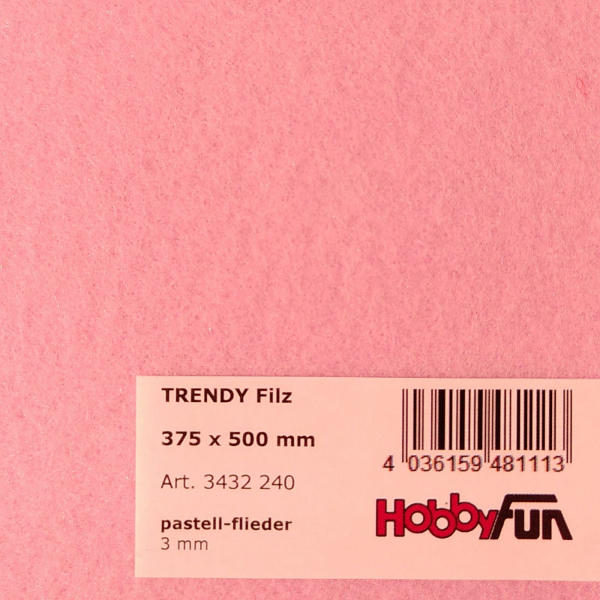 TRENDY Filz
375 x 500 mm
Art. 3432 240
pastell-flieder
3 mm
4 036159 481113
HobbyFun